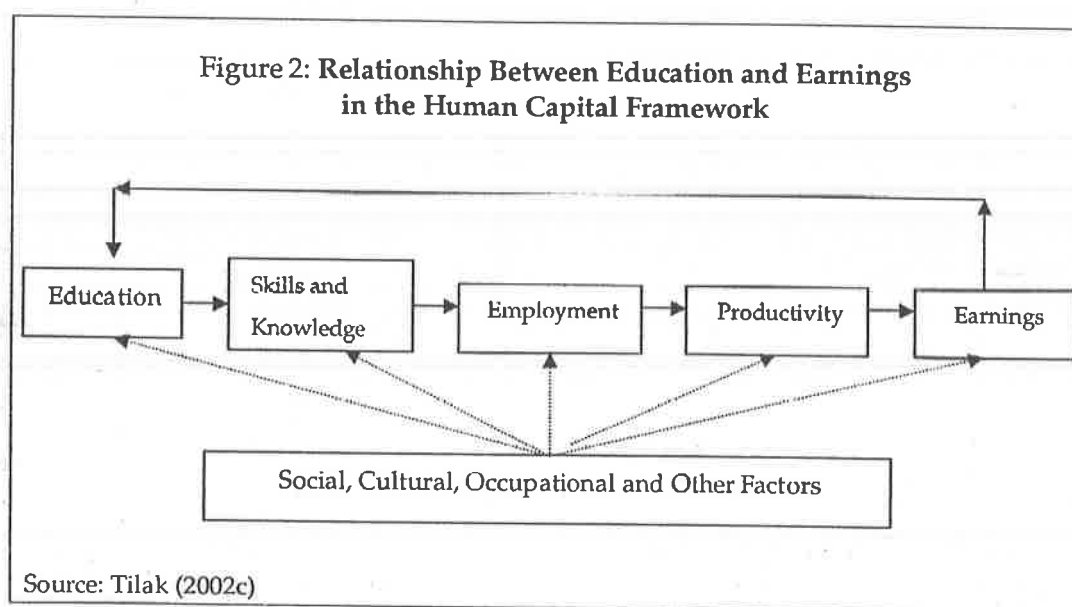 Figure 2: Relationship Between Education and Earnings
in the Human Capital Framework
Education
Skills and
Knowledge
Employment
Productivity
Earnings
Social, Cultural, Occupational and Other Factors
Source: Tilak (2002c)